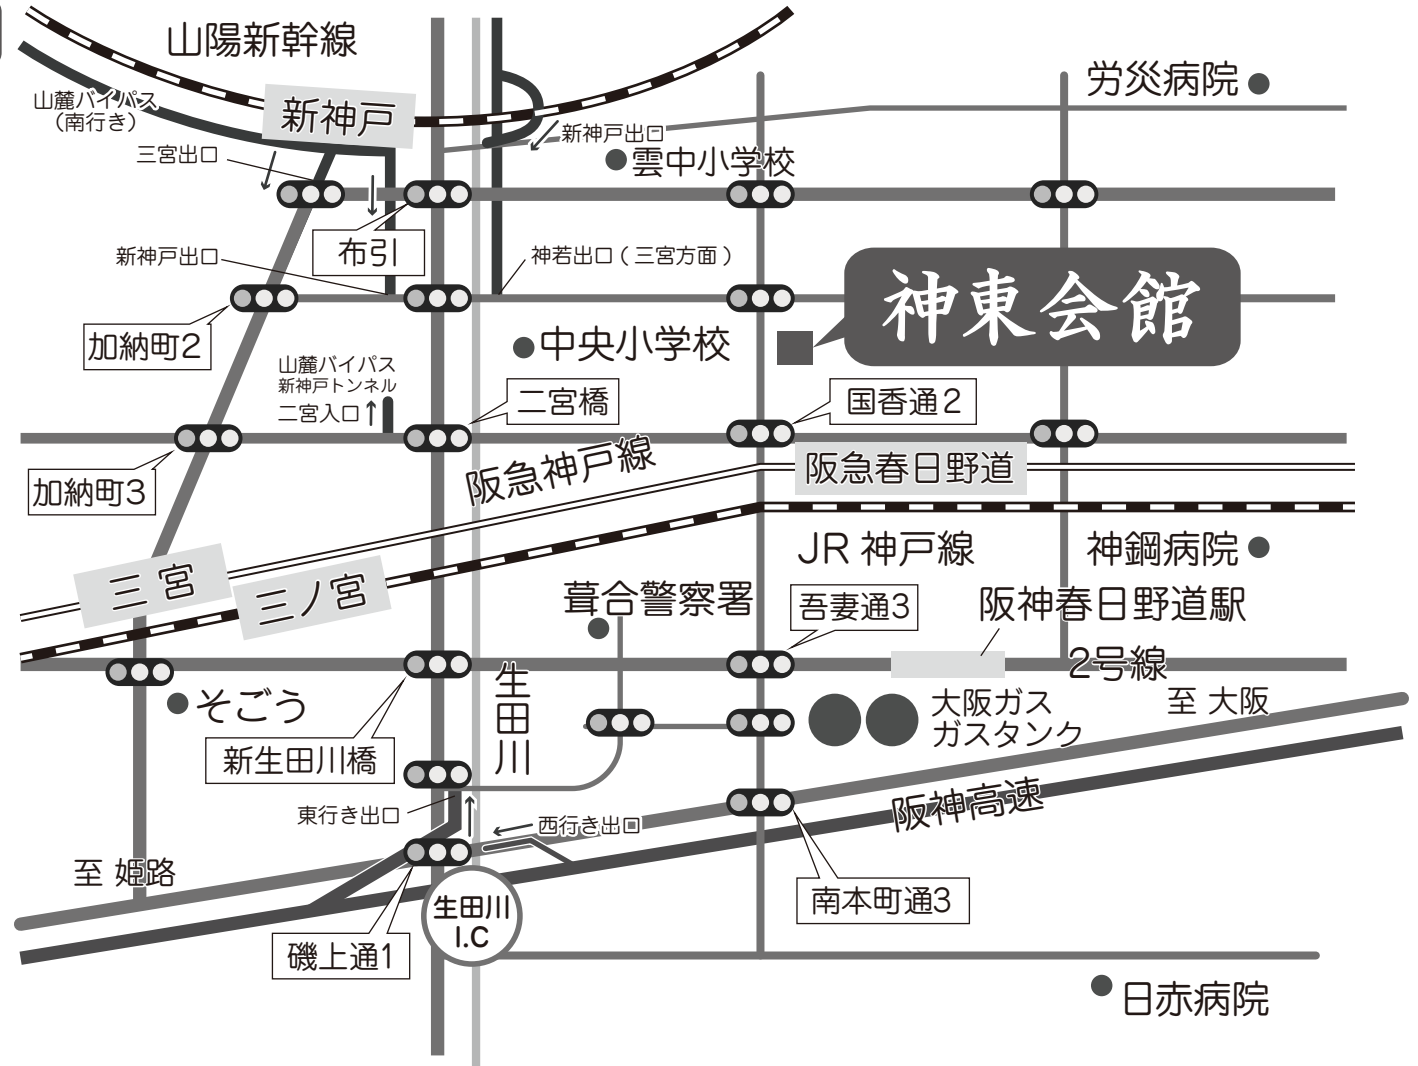 山陽新幹線
山麓バイパス
（南行き）
新神戸
三宮出口
新神戸出口
雲中小学校
労災病院
布引
新神戸出口
神若出口（三宮方面）
神東会館
加納町2
中央小学校
山麓バイパス
新神戸トンネル
二宮入口
二宮橋
国香通2
加納町3
阪急神戸線
阪急春日野道
JR 神戸線
神鋼病院
三 宮
三ノ宮
葺合警察署
吾妻通3
阪神春日野道駅
2号線
そごう
生田川
大阪ガス
ガスタンク
至 大阪
新生田川橋
東行き出口
西行き出口
阪神高速
至 姫路
南本町通3
生田川
I.C
磯上通1
日赤病院